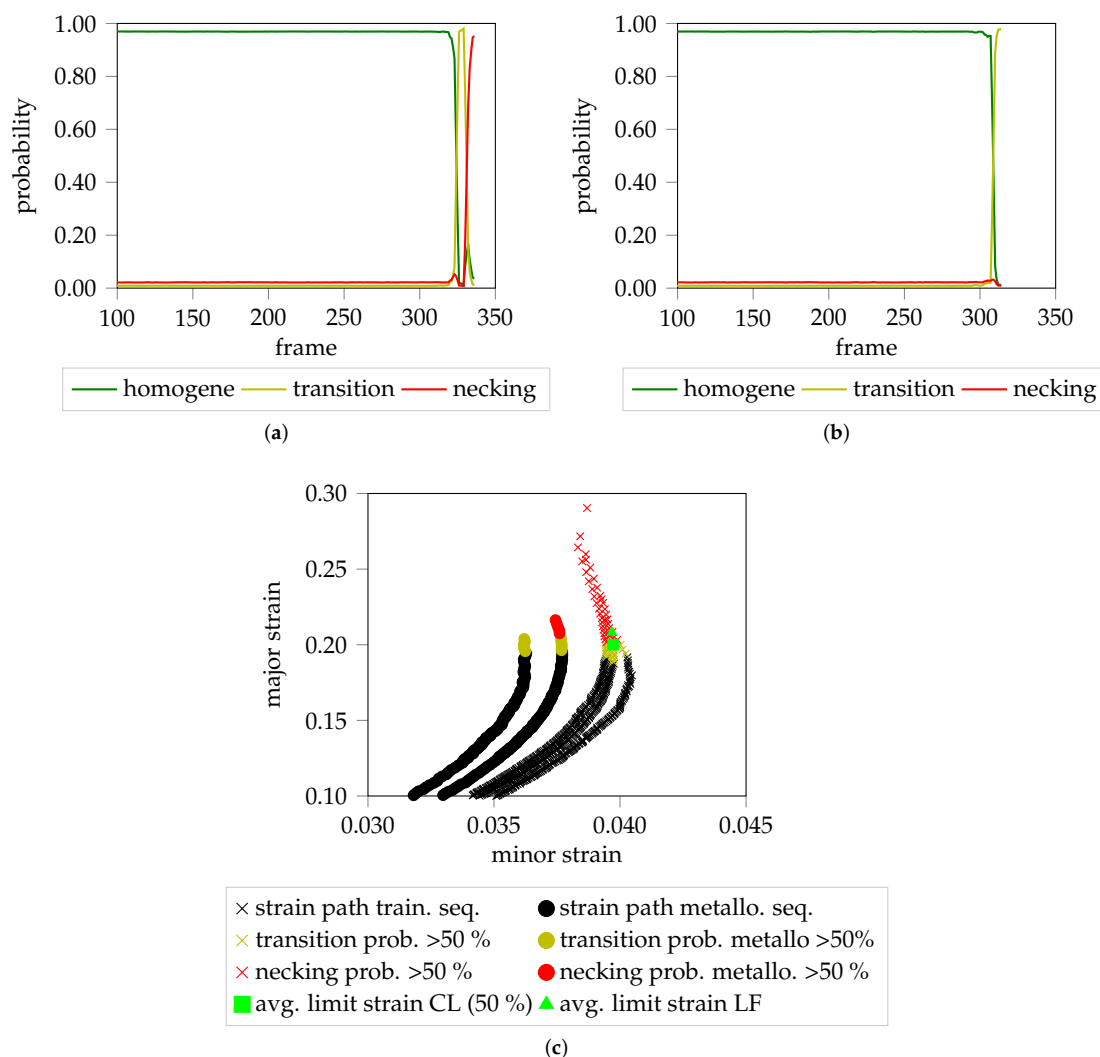 1.00
0.80
0.60
0.40
0.20
0.00
probability
100 150 200 250 300 350
frame
homogene transition necking
(a)
1.00
0.80
0.60
0.40
0.20
0.00
probability
100 150 200 250 300 350
frame
homogene transition necking
(b)
0.30
0.25
0.20
0.15
0.10
major strain
0.030 0.035 0.040 0.045
minor strain
strain path train. seq. strain path metallo. seq.
transition prob. >50 % transition prob. metallo >50%
necking prob. >50 % necking prob. metallo. >50 %
avg. limit strain CL (50 %) avg. limit strain LF
(c)